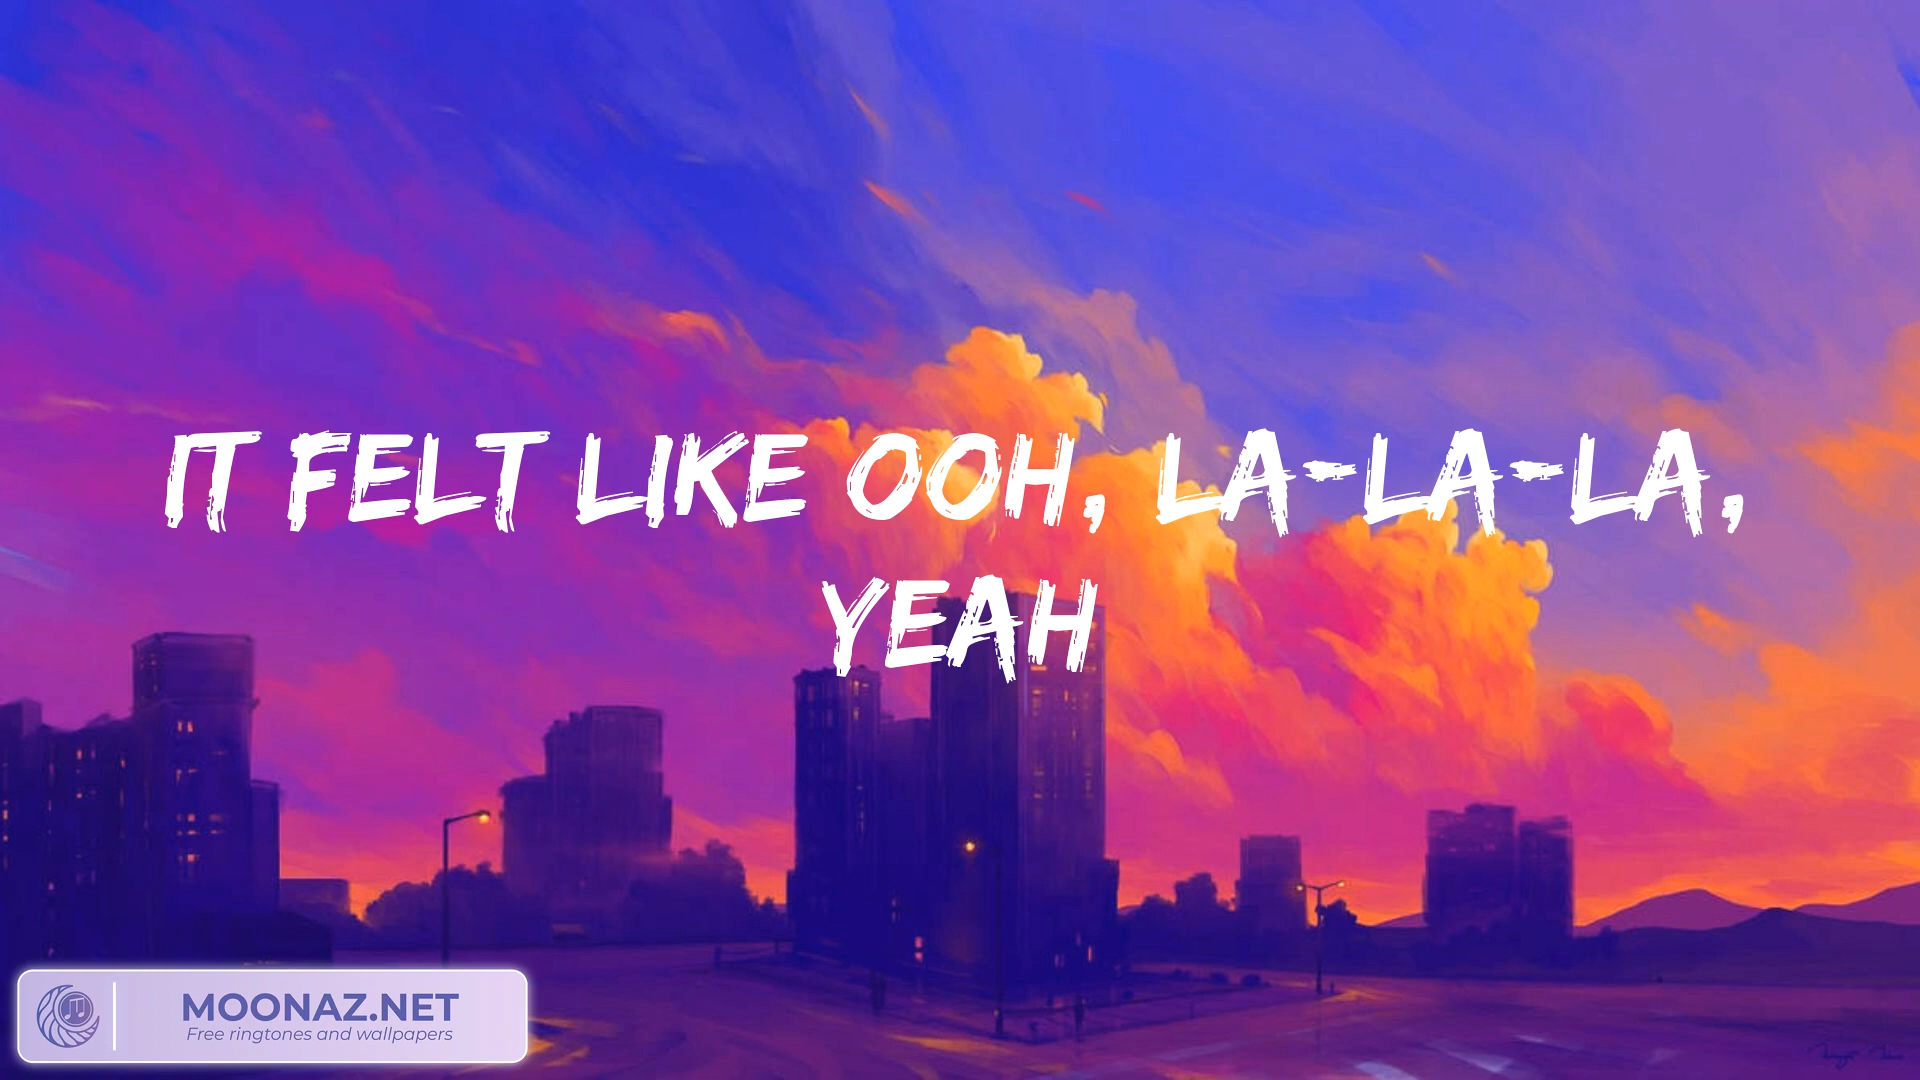 IT FELT LIKE OOH, LA-LA-LA,
YEAH
MOONAZ.NET
Free ringtones and wallpapers